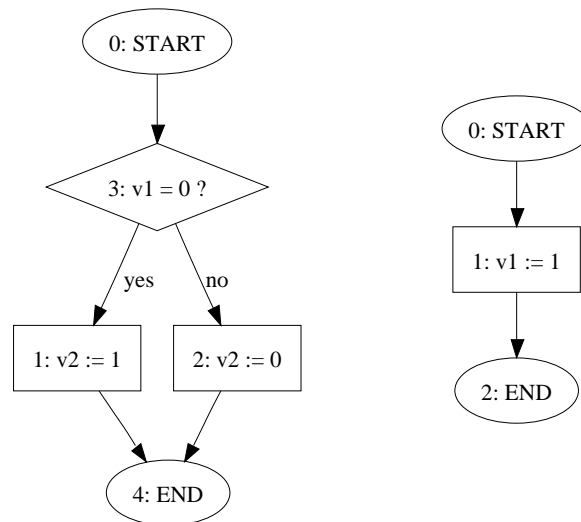 0: START
3: v1 = 0 ?
yes
no
1: v2 := 1
2: v2 := 0
4: END
0: START
1: v1 := 1
2: END